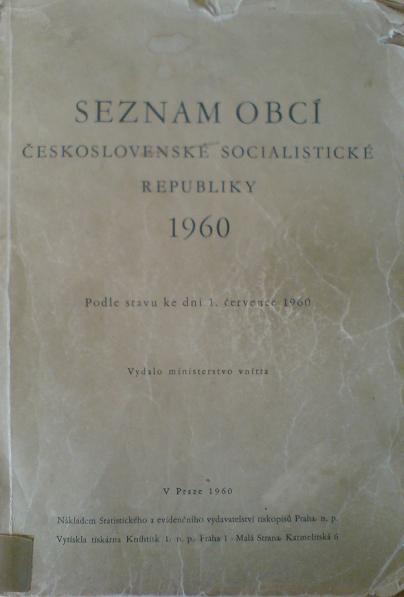 SEZNAM OBCÍ
ČESKOSLOVENSKÉ SOCIALISTICKÉ
REPUBLIKY
1960
Podle stavu ke dni 1. července 1960
Vydalo ministerstvo vnitra
V Praze 1960
Nákladem Statistického a evidenčního vydavatelství tiskopisů Praha n. p.
Vytiskla tiskárna Knihtisk 1, n. p., Praha 1 - Malá Strana, Karmelitská 6